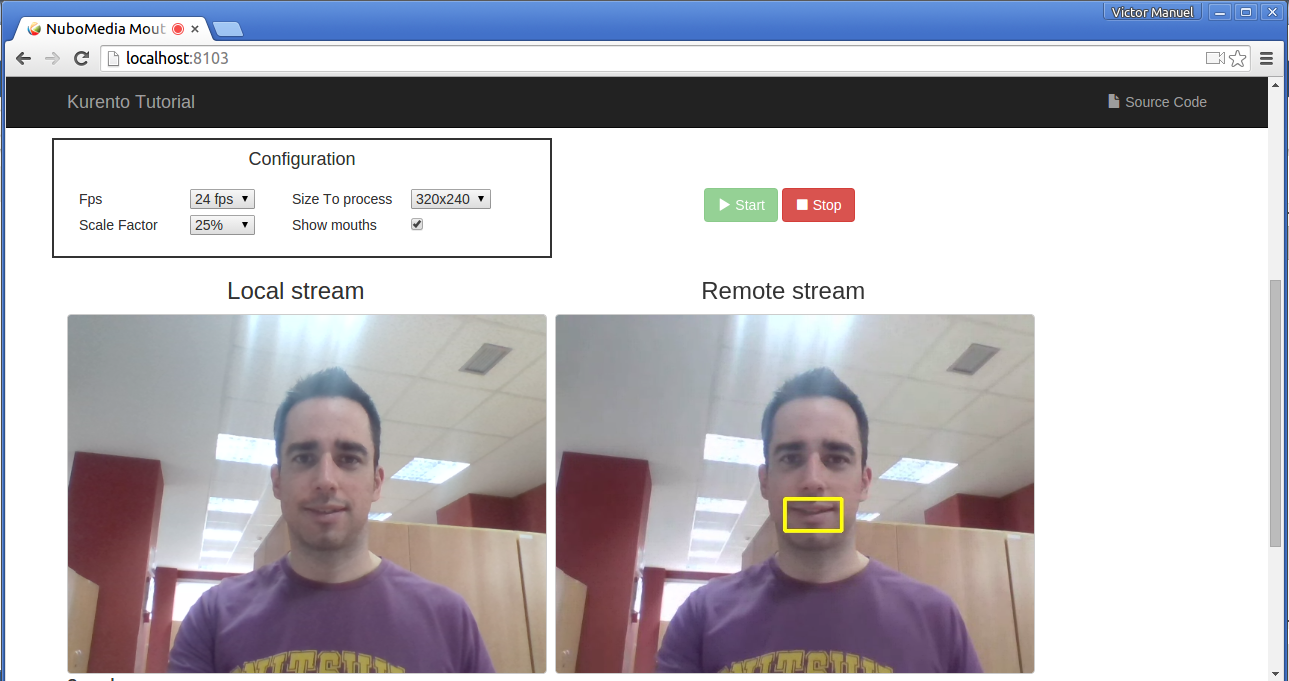 Victor Manuel
NuboMedia Mout
localhost:8103
Kurento Tutorial
Source Code
Configuration
Fps 24 fps Size To process 320x240
Scale Factor 25% Show mouths
Start Stop
Local stream Remote stream